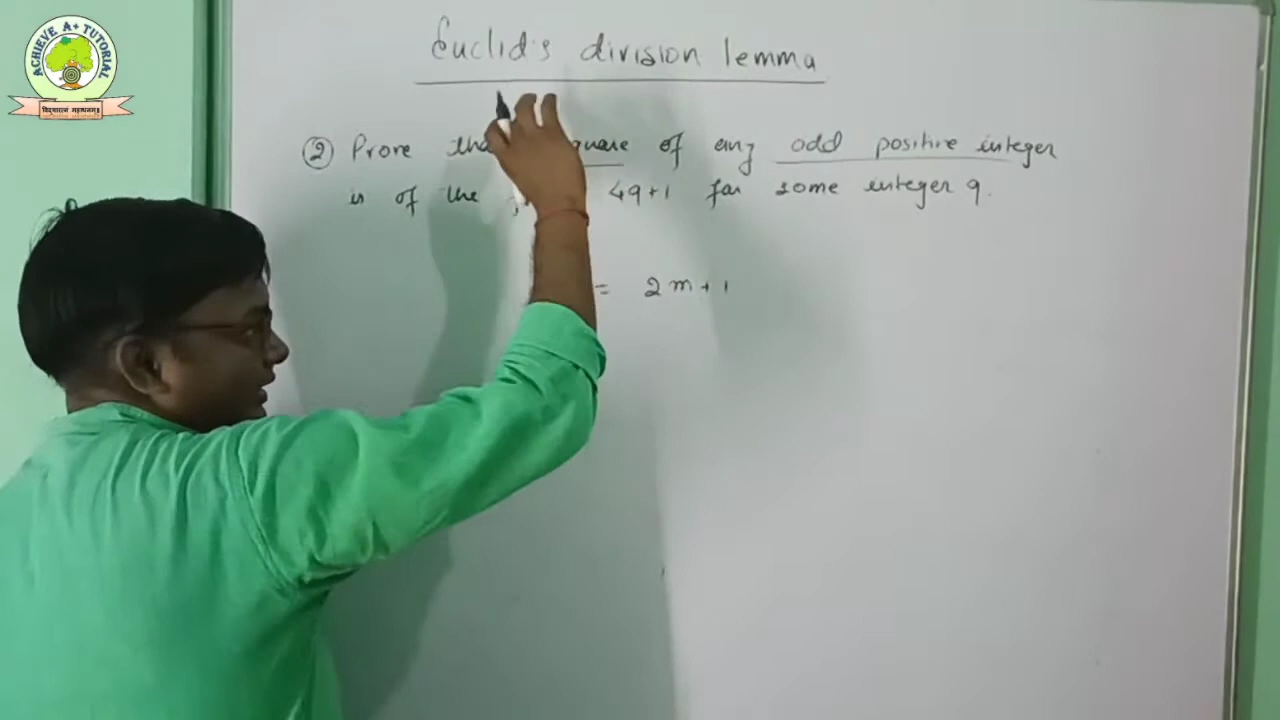 ACHIEVE A+ TUTORIAL
Euclid's division lemma
② Prove tha quare of any odd positive integer
is of the 4q+1 for some integer q.
= 2m+1